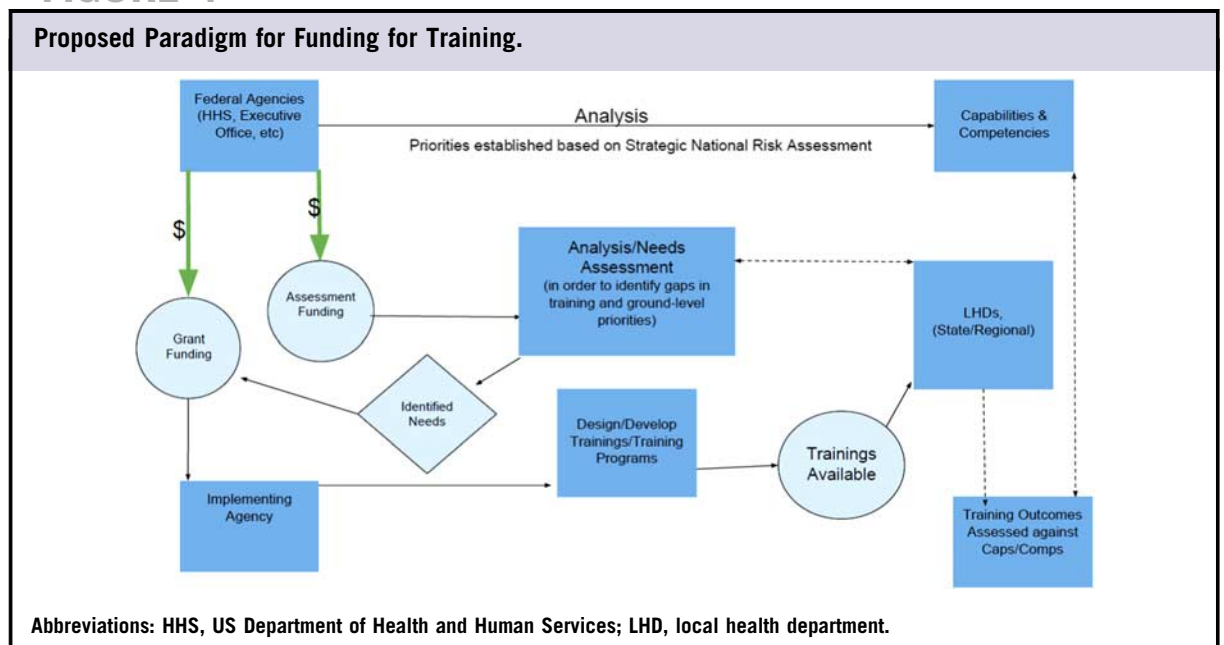 Proposed Paradigm for Funding for Training.
Federal Agencies
(HHS, Executive
Office, etc)
Analysis
Priorities established based on Strategic National Risk Assessment
Capabilities &
Competencies
$
$
Assessment
Funding
Grant
Funding
Analysis/Needs
Assessment
(in order to identify gaps in
training and ground-level
priorities)
LHDs,
(State/Regional)
Identified
Needs
Design/Develop
Trainings/Training
Programs
Trainings
Available
Implementing
Agency
Training Outcomes
Assessed against
Caps/Comps
Abbreviations: HHS, US Department of Health and Human Services; LHD, local health department.